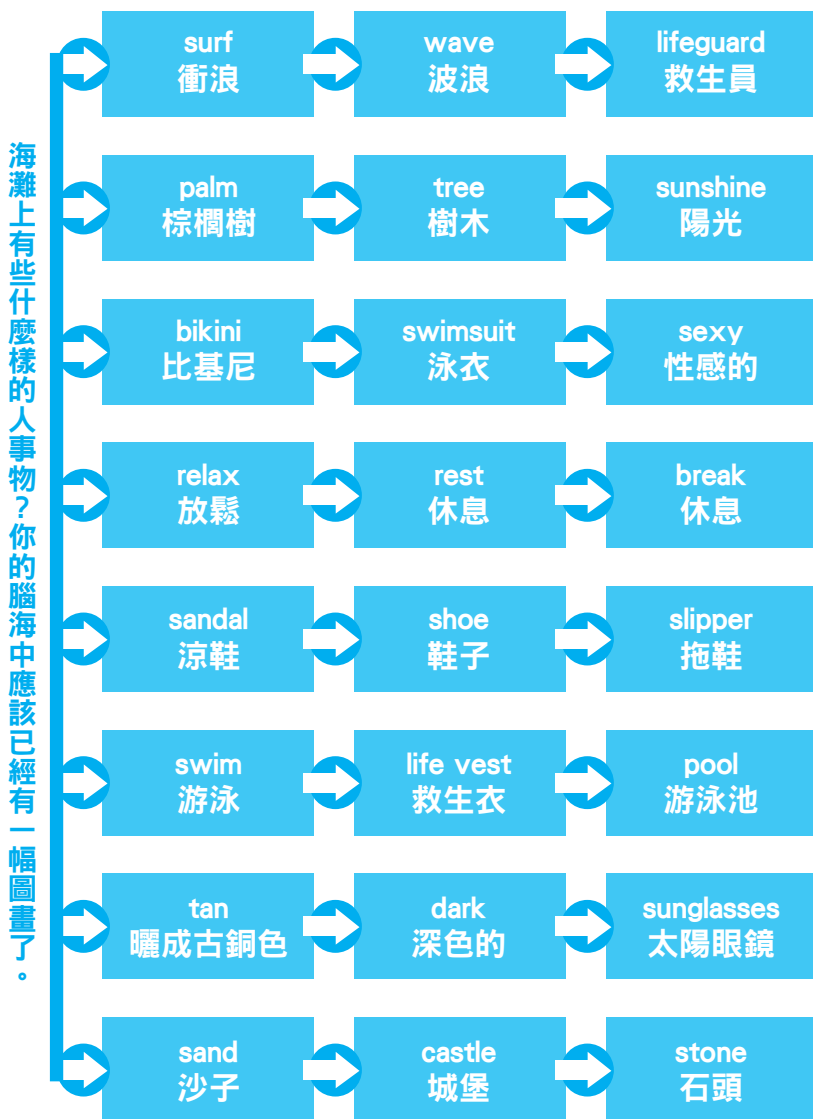 海灘上有些什麼樣的人事物？你的腦海中應該已經有一幅圖畫了。
surf
衝浪
wave
波浪
lifeguard
救生員
palm
棕櫚樹
tree
樹木
sunshine
陽光
bikini
比基尼
swimsuit
泳衣
sexy
性感的
relax
放鬆
rest
休息
break
休息
sandal
涼鞋
shoe
鞋子
slipper
拖鞋
swim
游泳
life vest
救生衣
pool
游泳池
tan
曬成古銅色
dark
深色的
sunglasses
太陽眼鏡
sand
沙子
castle
城堡
stone
石頭